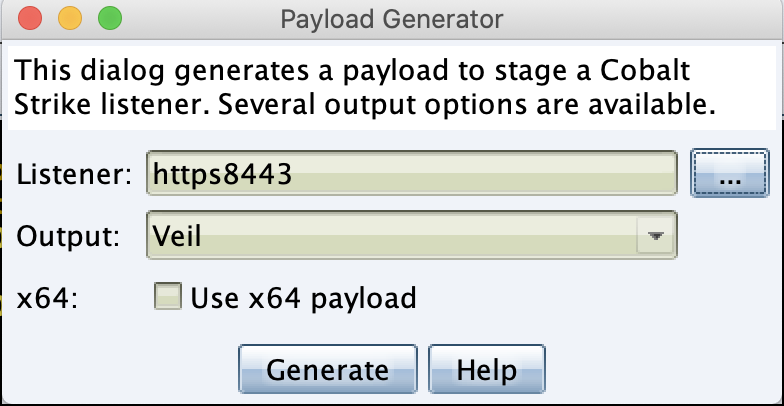 Payload Generator
This dialog generates a payload to stage a Cobalt
Strike listener. Several output options are available.
Listener: https8443 ...
Output: Veil
x64: Use x64 payload
Generate Help